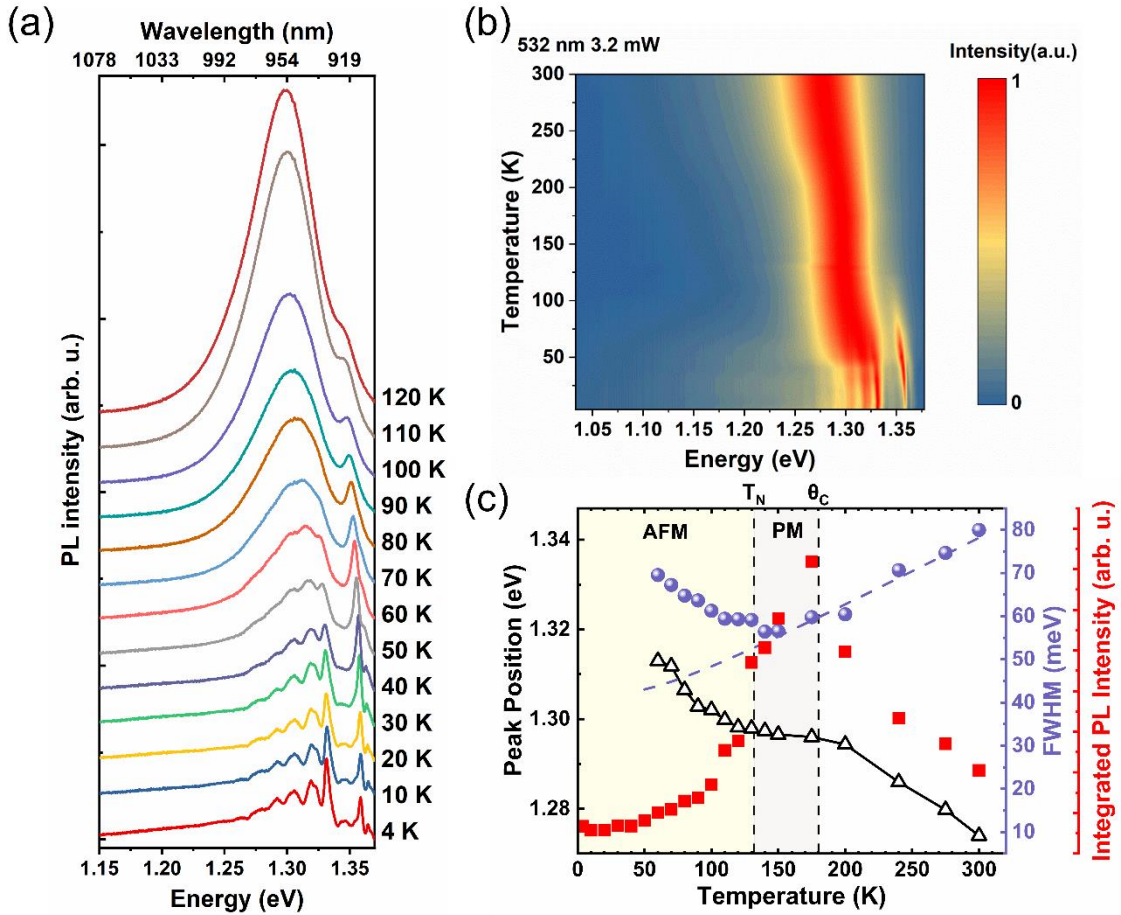 (a)
Wavelength (nm)
1078 1033 992 954 919
PL intensity (arb. u.)
120 K
110 K
100 K
90 K
80 K
70 K
60 K
50 K
40 K
30 K
20 K
10 K
4 K
1.15 1.20 1.25 1.30 1.35
Energy (eV)
(b)
532 nm 3.2 mW
Intensity(a.u.)
1
0
Temperature (K)
300
250
200
150
100
50
1.05 1.10 1.15 1.20 1.25 1.30 1.35
Energy (eV)
(c)
T_N θ_C
AFM PM
Peak Position (eV)
1.34
1.32
1.30
1.28
FWHM (meV)
80
70
60
50
40
30
20
10
Integrated PL Intensity (arb. u.)
0 50 100 150 200 250 300
Temperature (K)